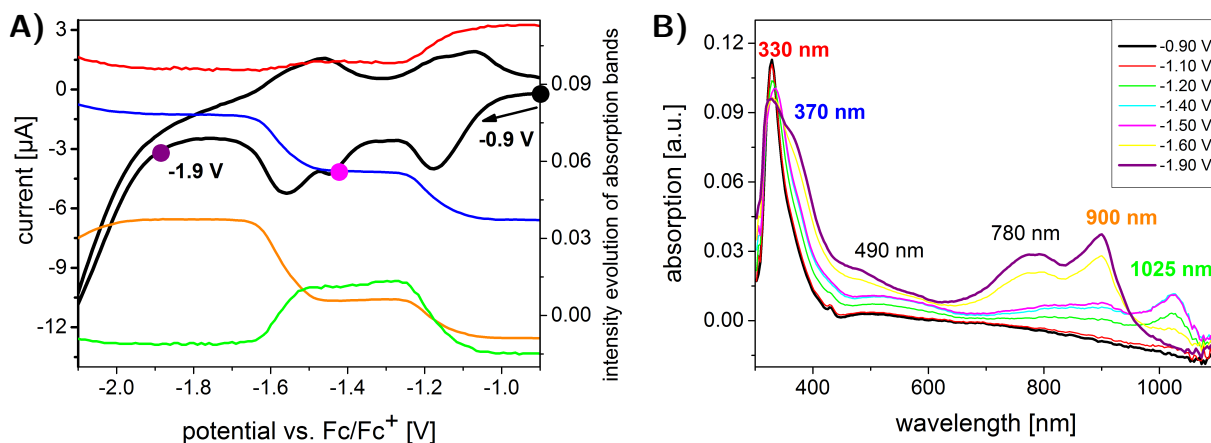 A)
3
0
-3
-6
-9
-12
current [µA]
-2.0
-1.8
-1.6
-1.4
-1.2
-1.0
potential vs. Fc/Fc+ [V]
0.09
0.06
0.03
0.00
intensity evolution of absorption bands
-0.9 V
-1.9 V
B)
0.12
0.09
0.06
0.03
0.00
absorption [a.u.]
400
600
800
1000
wavelength [nm]
330 nm
370 nm
490 nm
780 nm
900 nm
1025 nm
-0.90 V
-1.10 V
-1.20 V
-1.40 V
-1.50 V
-1.60 V
-1.90 V